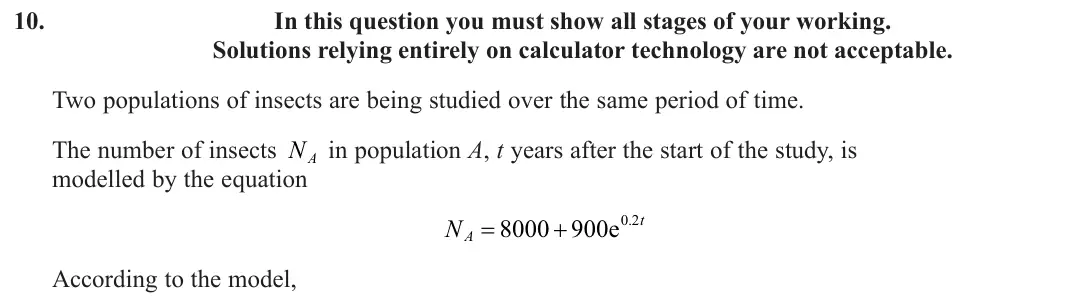 10. In this question you must show all stages of your working.
Solutions relying entirely on calculator technology are not acceptable.
Two populations of insects are being studied over the same period of time.
The number of insects N_A in population A, t years after the start of the study, is
modelled by the equation
N_A = 8000 + 900e^{0.2t}
According to the model,